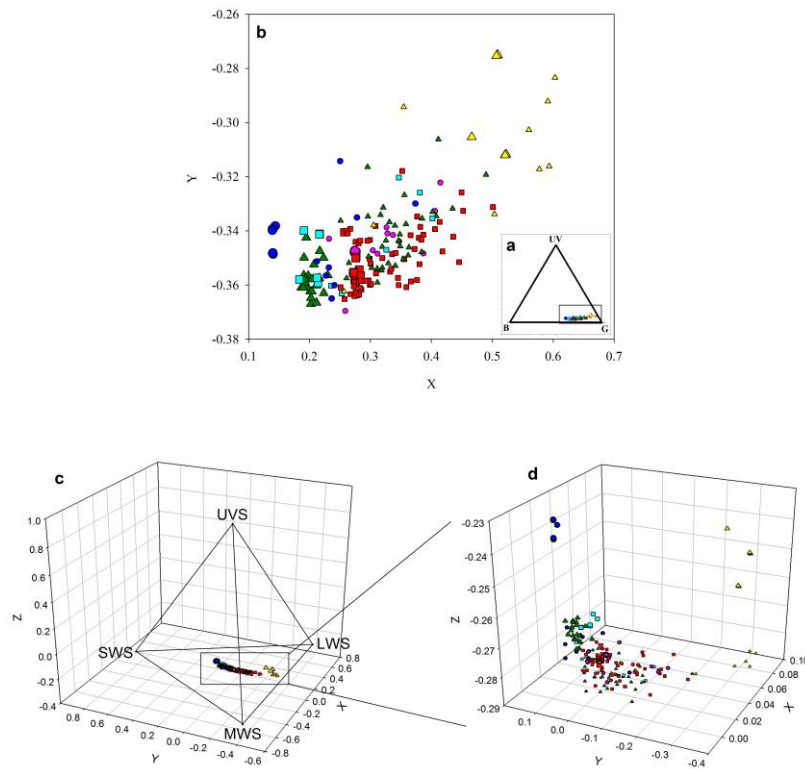 b
-0.26
-0.28
-0.30
-0.32
-0.34
-0.36
-0.38
Y
0.1 0.2 0.3 0.4 0.5 0.6 0.7
X
a
UV
B G
c
UVS
SWS
LWS
MWS
1.0
0.8
0.6
0.4
0.2
0.0
-0.2
-0.4
Z
0.8 0.6 0.4 0.2 0.0 -0.2 -0.4 -0.6
Y
0.8
0.6
0.4
0.2
0.0
-0.2
-0.4
-0.6
-0.8
X
d
-0.23
-0.24
-0.25
-0.26
-0.27
-0.28
-0.29
Z
0.1 0.0 -0.1 -0.2 -0.3 -0.4
Y
0.10
0.08
0.06
0.04
0.02
0.00
X